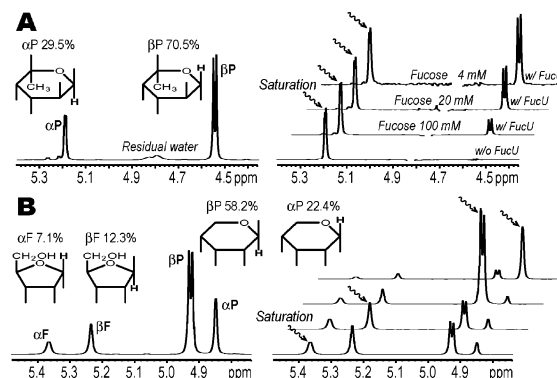 A
αP 29.5%
βP 70.5%
O
H
CH₃
H
O
H
CH₃
βP
αP
Residual water
5.3 5.1 4.9 4.7 4.5 ppm
Saturation
Fucose 4 mM
w/ Fuc
Fucose 20 mM
w/ FucU
Fucose 100 mM
w/ FucU
w/o FucU
5.3 5.1 4.9 4.7 4.5 ppm
B
αF 7.1%
βF 12.3%
βP 58.2%
αP 22.4%
CH₂OH
O
H
H
CH₂OH
O
H
H
O
H
O
H
βP
αP
αF
βF
5.4 5.3 5.2 5.1 5.0 4.9 ppm
Saturation
5.4 5.3 5.2 5.1 5.0 4.9 ppm